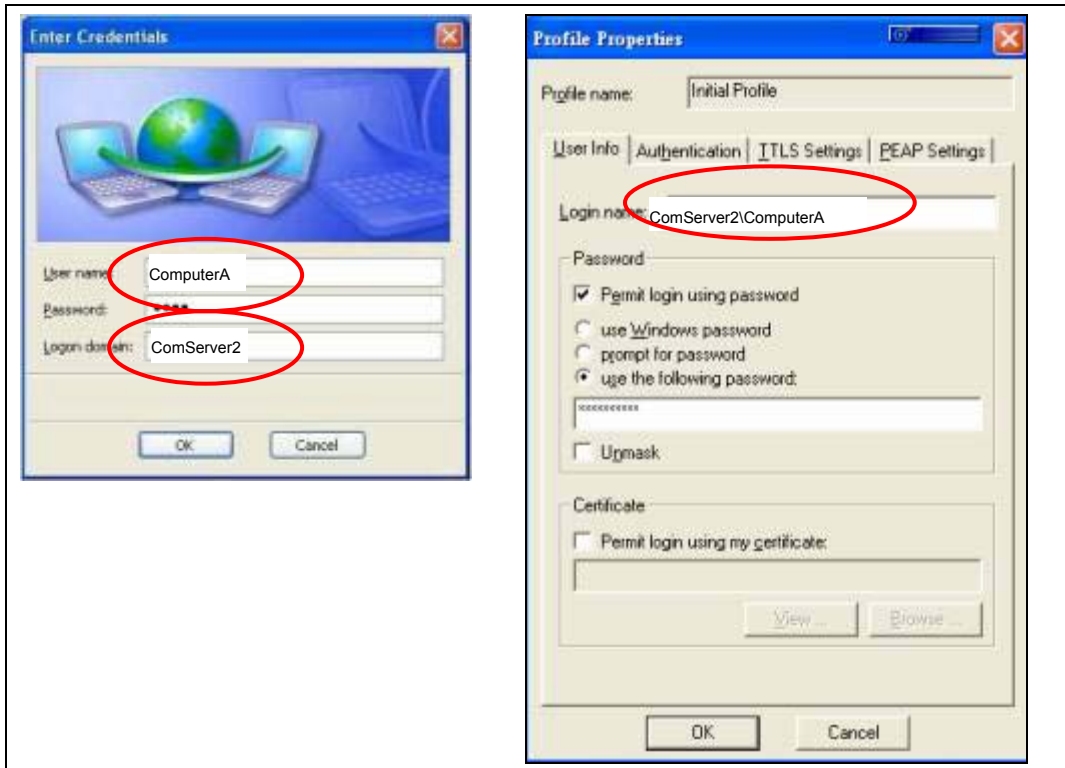 Enter Credentials
User name:
ComputerA
Password:
Logon domain:
ComServer2
OK
Cancel
Profile Properties
Profile name:
Initial Profile
User Info
Authentication
TTLS Settings
PEAP Settings
Login name:
ComServer2\ComputerA
Password
Permit login using password
use Windows password
prompt for password
use the following password:
xxxxxxxxxx
Unmask
Certificate
Permit login using my certificate:
View ...
Browse ...
OK
Cancel